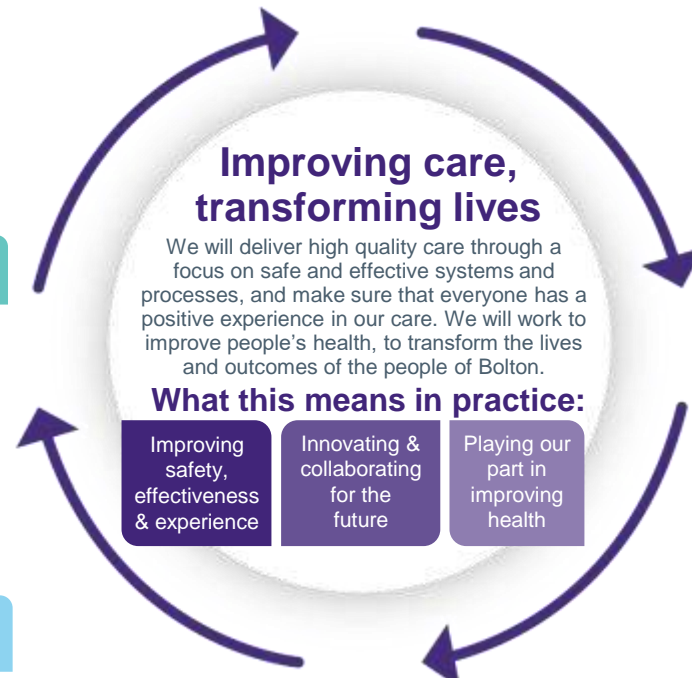 Improving care,
transforming lives
We will deliver high quality care through a
focus on safe and effective systems and
processes, and make sure that everyone has a
positive experience in our care. We will work to
improve people’s health, to transform the lives
and outcomes of the people of Bolton.
What this means in practice:
Improving
safety,
effectiveness
& experience
Innovating &
collaborating
for the
future
Playing our
part in
improving
health